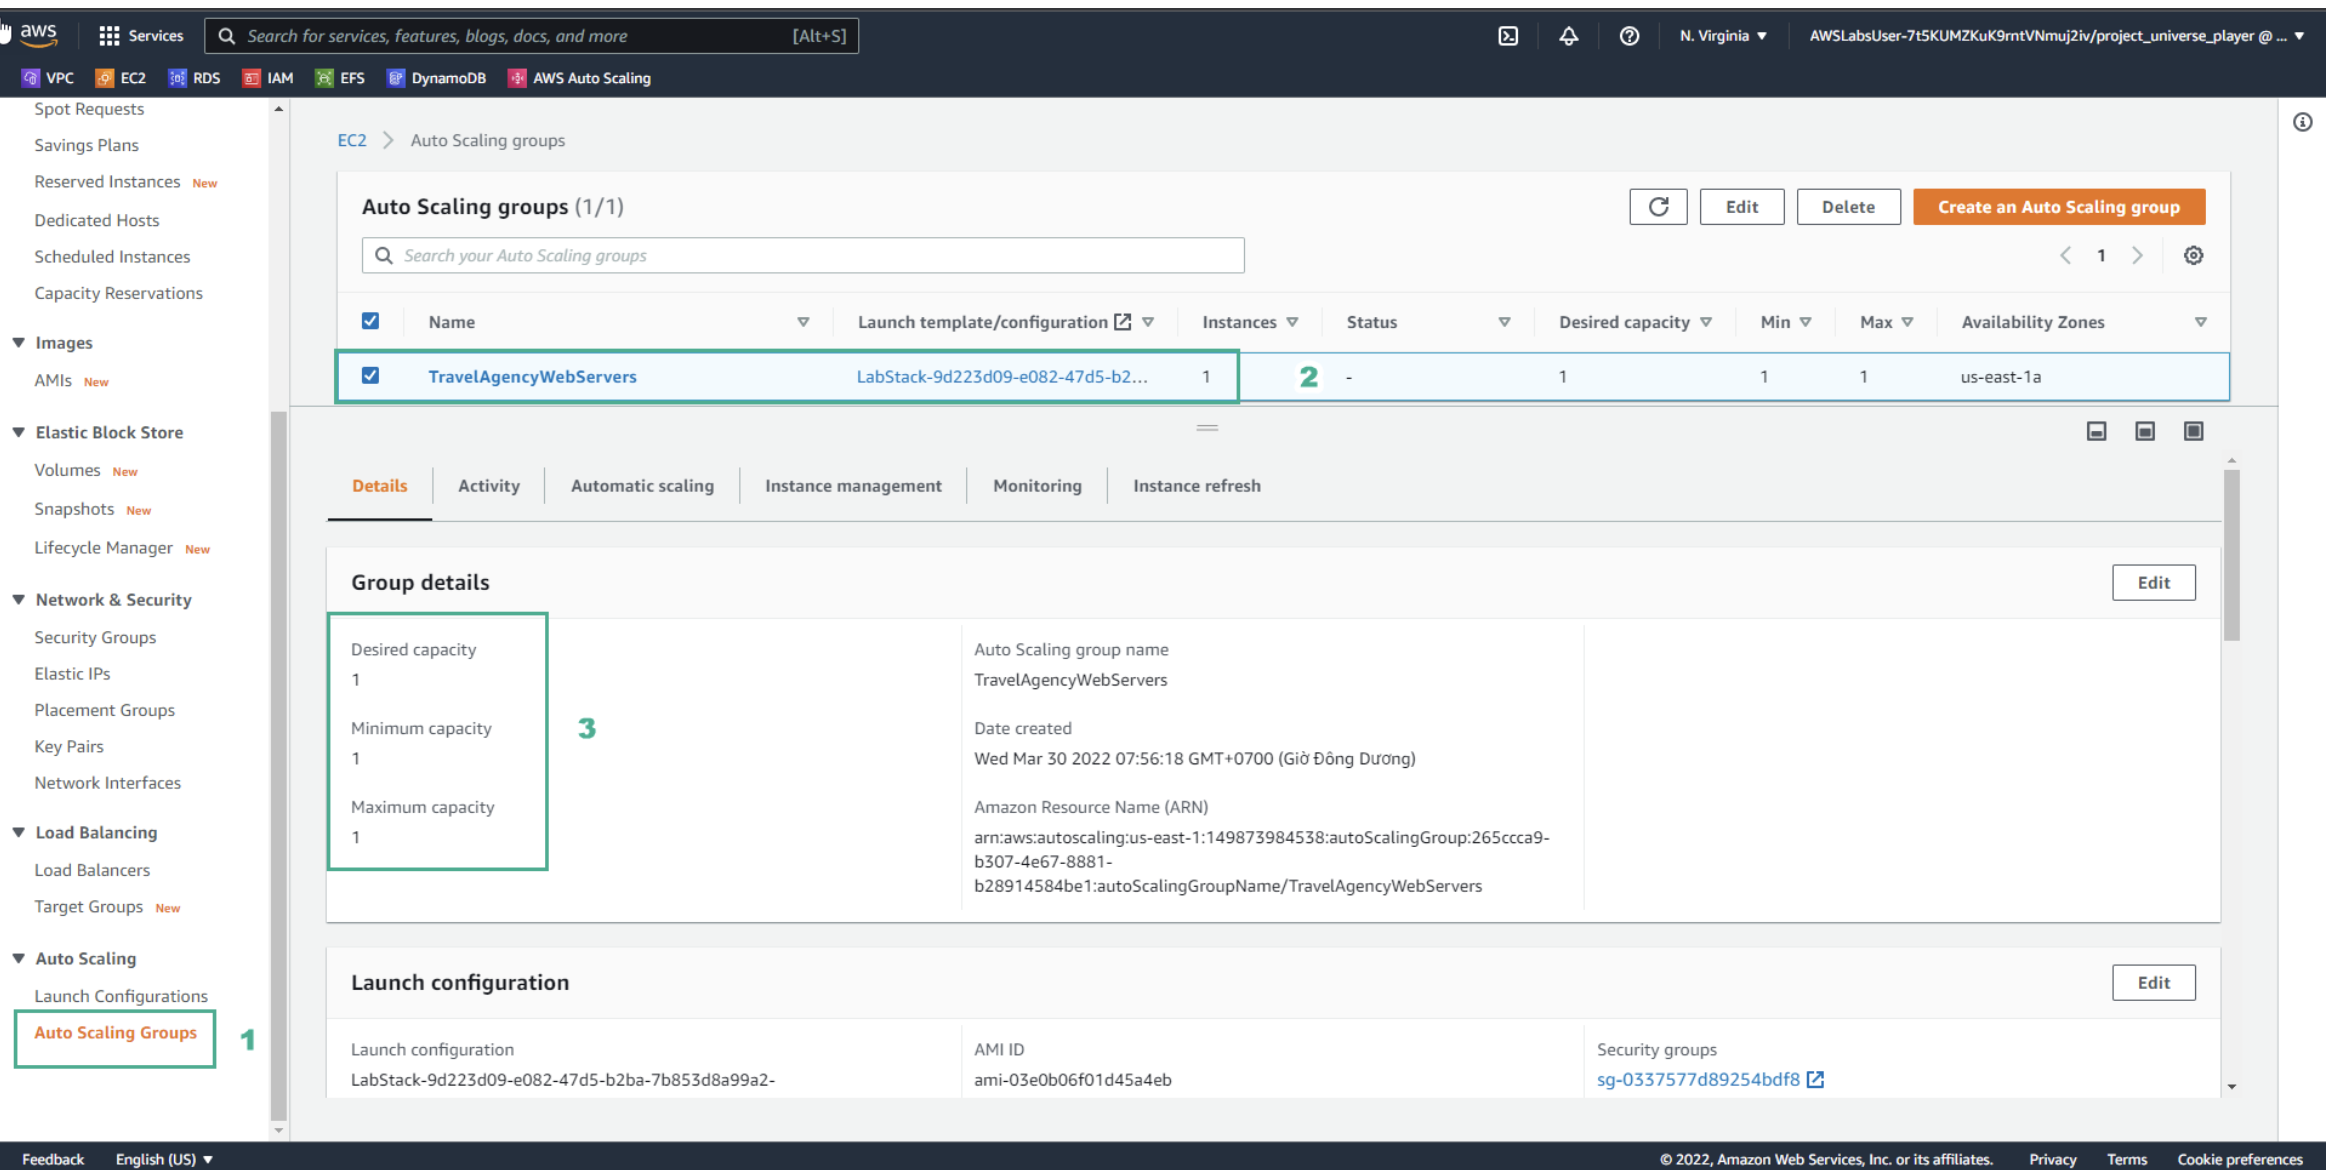 aws Services Search for services, features, blogs, docs, and more [Alt+S] N. Virginia ▼ AWSLabsUser-7t5KUMZKuK9rntVNmuj2iv/project_universe_player @ ... ▼
VPC EC2 RDS IAM EFS DynamoDB AWS Auto Scaling
Spot Requests
Savings Plans
Reserved Instances New
Dedicated Hosts
Scheduled Instances
Capacity Reservations
Images
AMIs New
Elastic Block Store
Volumes New
Snapshots New
Lifecycle Manager New
Network & Security
Security Groups
Elastic IPs
Placement Groups
Key Pairs
Network Interfaces
Load Balancing
Load Balancers
Target Groups New
Auto Scaling
Launch Configurations
Auto Scaling Groups 1
EC2 > Auto Scaling groups
Auto Scaling groups (1/1) Edit Delete Create an Auto Scaling group
Search your Auto Scaling groups < 1 >
Name Launch template/configuration Instances Status Desired capacity Min Max Availability Zones
TravelAgencyWebServers LabStack-9d223d09-e082-47d5-b2... 1 2 - 1 1 1 us-east-1a
Details Activity Automatic scaling Instance management Monitoring Instance refresh
Group details Edit
Desired capacity
1
Minimum capacity
1
Maximum capacity
1
3
Auto Scaling group name
TravelAgencyWebServers
Date created
Wed Mar 30 2022 07:56:18 GMT+0700 (Giờ Đông Dương)
Amazon Resource Name (ARN)
arn:aws:autoscaling:us-east-1:149873984538:autoScalingGroup:265ccca9-
b307-4e67-8881-
b28914584be1:autoScalingGroupName/TravelAgencyWebServers
Launch configuration Edit
Launch configuration
LabStack-9d223d09-e082-47d5-b2ba-7b853d8a99a2-
AMI ID
ami-03e0b06f01d45a4eb
Security groups
sg-0337577d89254bdf8
Feedback English (US) ▼ © 2022, Amazon Web Services, Inc. or its affiliates. Privacy Terms Cookie preferences